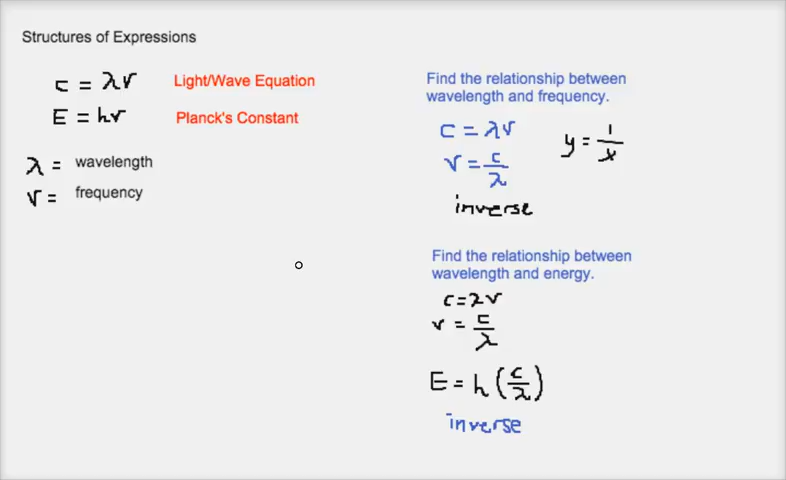 Structures of Expressions
c = λν Light/Wave Equation
E = hν Planck's Constant
λ = wavelength
ν = frequency
Find the relationship between
wavelength and frequency.
c = λν
ν = c/λ
y = 1/x
inverse
Find the relationship between
wavelength and energy.
c = λν
ν = c/λ
E = h(c/λ)
inverse